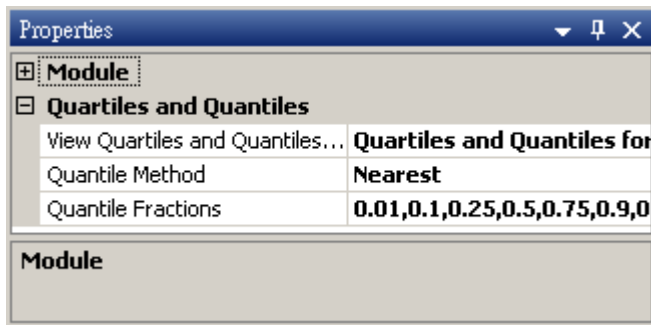 Properties
Module
Quartiles and Quantiles
View Quartiles and Quantiles... Quartiles and Quantiles for
Quantile Method Nearest
Quantile Fractions 0.01,0.1,0.25,0.5,0.75,0.9,0
Module